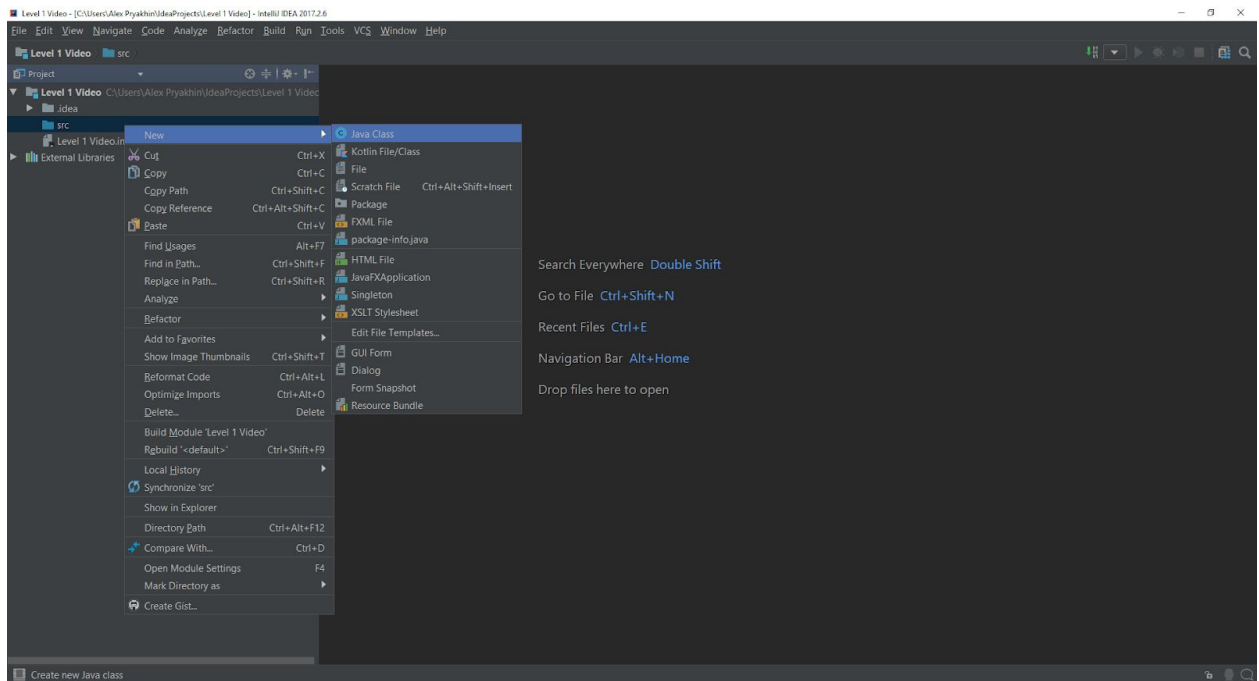 Level 1 Video - [C:\Users\Alex Pryakhin\IdeaProjects\Level 1 Video] - IntelliJ IDEA 2017.2.6
File Edit View Navigate Code Analyze Refactor Build Run Tools VCS Window Help
Level 1 Video src
Project
Level 1 Video C:\Users\Alex Pryakhin\IdeaProjects\Level 1 Video
.idea
src
Level 1 Video.im
External Libraries
New
Cut Ctrl+X
Copy Ctrl+C
Copy Path Ctrl+Shift+C
Copy Reference Ctrl+Alt+Shift+C
Paste Ctrl+V
Find Usages Alt+F7
Find in Path... Ctrl+Shift+F
Replace in Path... Ctrl+Shift+R
Analyze
Refactor
Add to Favorites
Show Image Thumbnails Ctrl+Shift+T
Reformat Code Ctrl+Alt+L
Optimize Imports Ctrl+Alt+O
Delete... Delete
Build Module 'Level 1 Video'
Rebuild '<default>' Ctrl+Shift+F9
Local History
Synchronize 'src'
Show in Explorer
Directory Path Ctrl+Alt+F12
Compare With... Ctrl+D
Open Module Settings F4
Mark Directory as
Create Gist...
Java Class
Kotlin File/Class
File
Scratch File Ctrl+Alt+Shift+Insert
Package
FXML File
package-info.java
HTML File
JavaFXApplication
Singleton
XSLT Stylesheet
Edit File Templates...
GUI Form
Dialog
Form Snapshot
Resource Bundle
Search Everywhere Double Shift
Go to File Ctrl+Shift+N
Recent Files Ctrl+E
Navigation Bar Alt+Home
Drop files here to open
Create new Java class